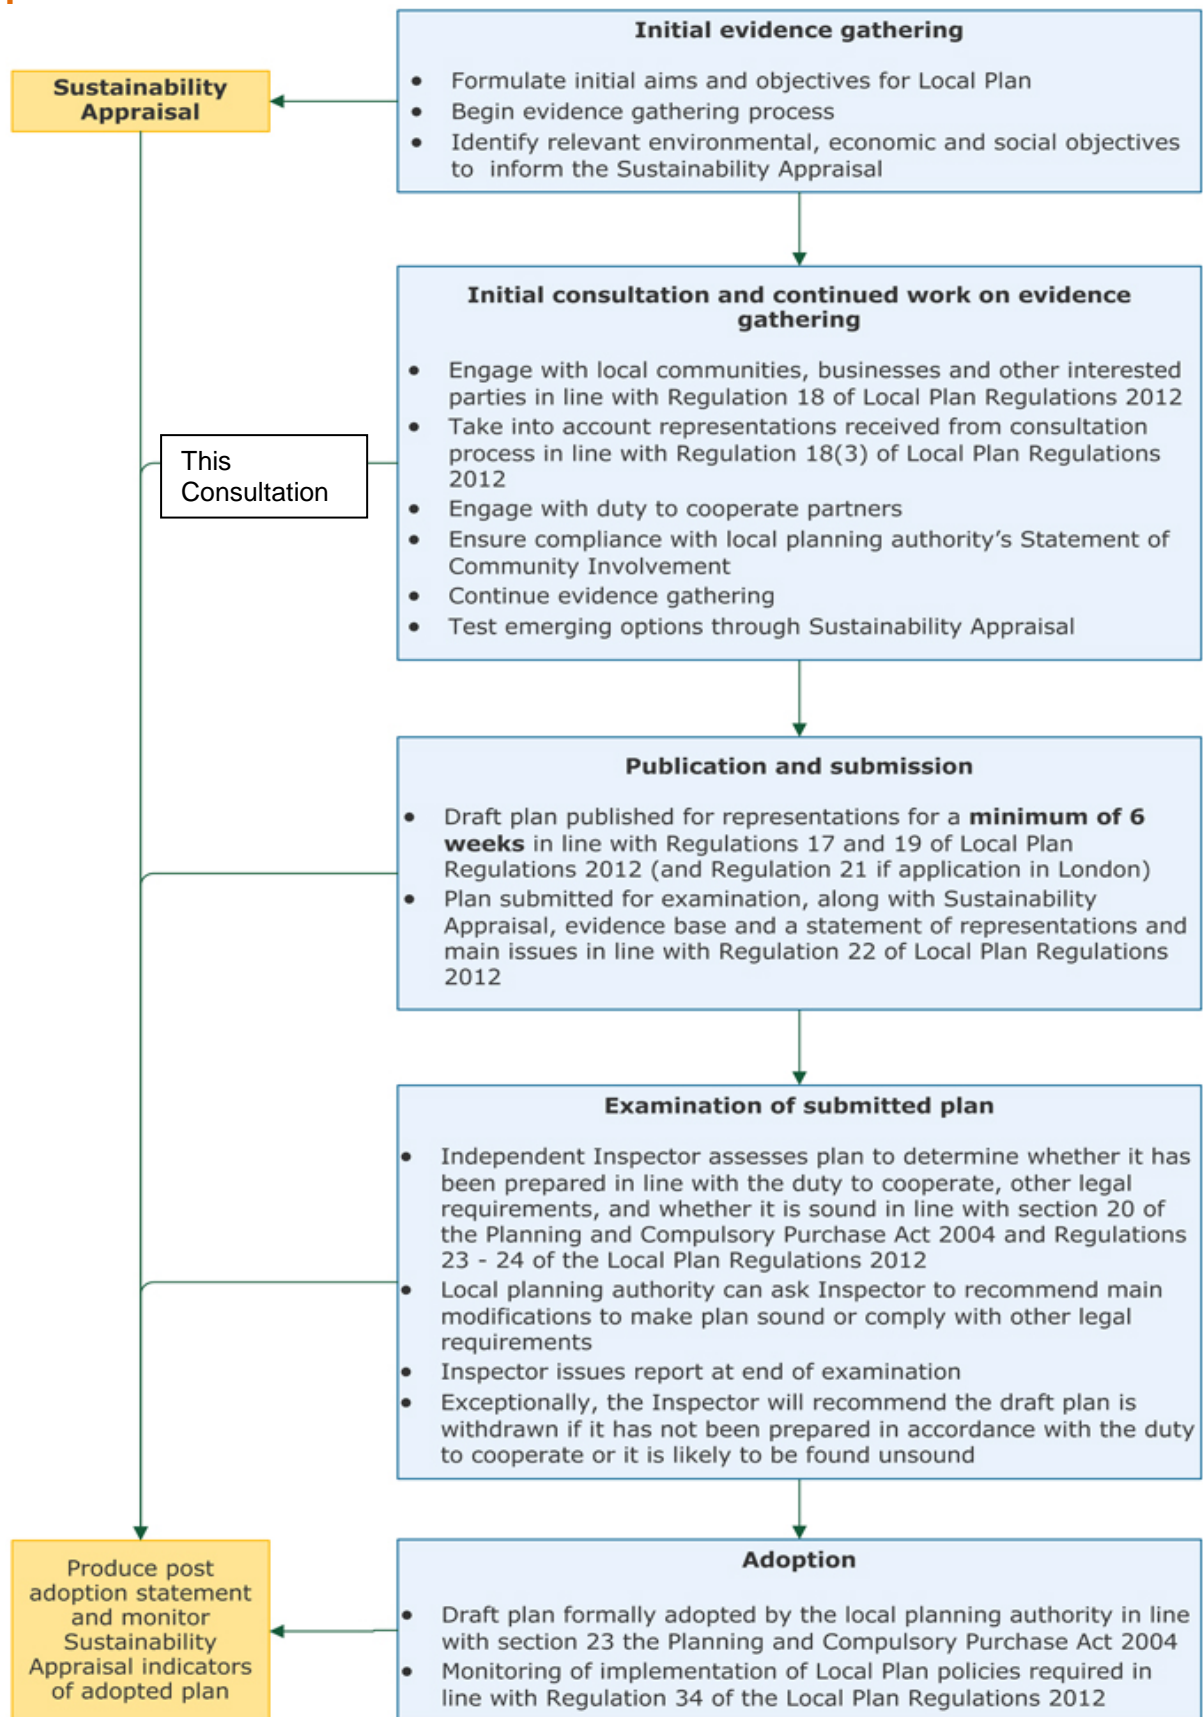 Initial evidence gathering
• Formulate initial aims and objectives for Local Plan
• Begin evidence gathering process
• Identify relevant environmental, economic and social objectives
to inform the Sustainability Appraisal
Sustainability
Appraisal
Initial consultation and continued work on evidence
gathering
• Engage with local communities, businesses and other interested
parties in line with Regulation 18 of Local Plan Regulations 2012
• Take into account representations received from consultation
process in line with Regulation 18(3) of Local Plan Regulations
2012
• Engage with duty to cooperate partners
• Ensure compliance with local planning authority’s Statement of
Community Involvement
• Continue evidence gathering
• Test emerging options through Sustainability Appraisal
This
Consultation
Publication and submission
• Draft plan published for representations for a minimum of 6
weeks in line with Regulations 17 and 19 of Local Plan
Regulations 2012 (and Regulation 21 if application in London)
• Plan submitted for examination, along with Sustainability
Appraisal, evidence base and a statement of representations and
main issues in line with Regulation 22 of Local Plan Regulations
2012
Examination of submitted plan
• Independent Inspector assesses plan to determine whether it has
been prepared in line with the duty to cooperate, other legal
requirements, and whether it is sound in line with section 20 of
the Planning and Compulsory Purchase Act 2004 and Regulations
23 - 24 of the Local Plan Regulations 2012
• Local planning authority can ask Inspector to recommend main
modifications to make plan sound or comply with other legal
requirements
• Inspector issues report at end of examination
• Exceptionally, the Inspector will recommend the draft plan is
withdrawn if it has not been prepared in accordance with the duty
to cooperate or it is likely to be found unsound
Adoption
• Draft plan formally adopted by the local planning authority in line
with section 23 the Planning and Compulsory Purchase Act 2004
• Monitoring of implementation of Local Plan policies required in
line with Regulation 34 of the Local Plan Regulations 2012
Produce post
adoption statement
and monitor
Sustainability
Appraisal indicators
of adopted plan